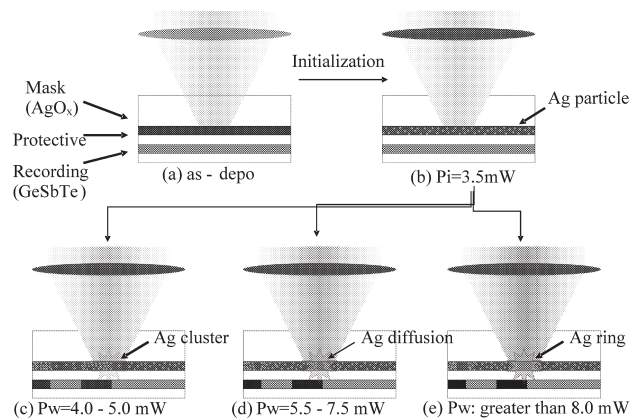 Initialization
Mask
(AgOx)
Ag particle
Protective
Recording
(GeSbTe)
(a) as - depo
(b) Pi=3.5mW
Ag cluster
Ag diffusion
Ag ring
(c) Pw=4.0 - 5.0 mW
(d) Pw=5.5 - 7.5 mW
(e) Pw: greater than 8.0 mW